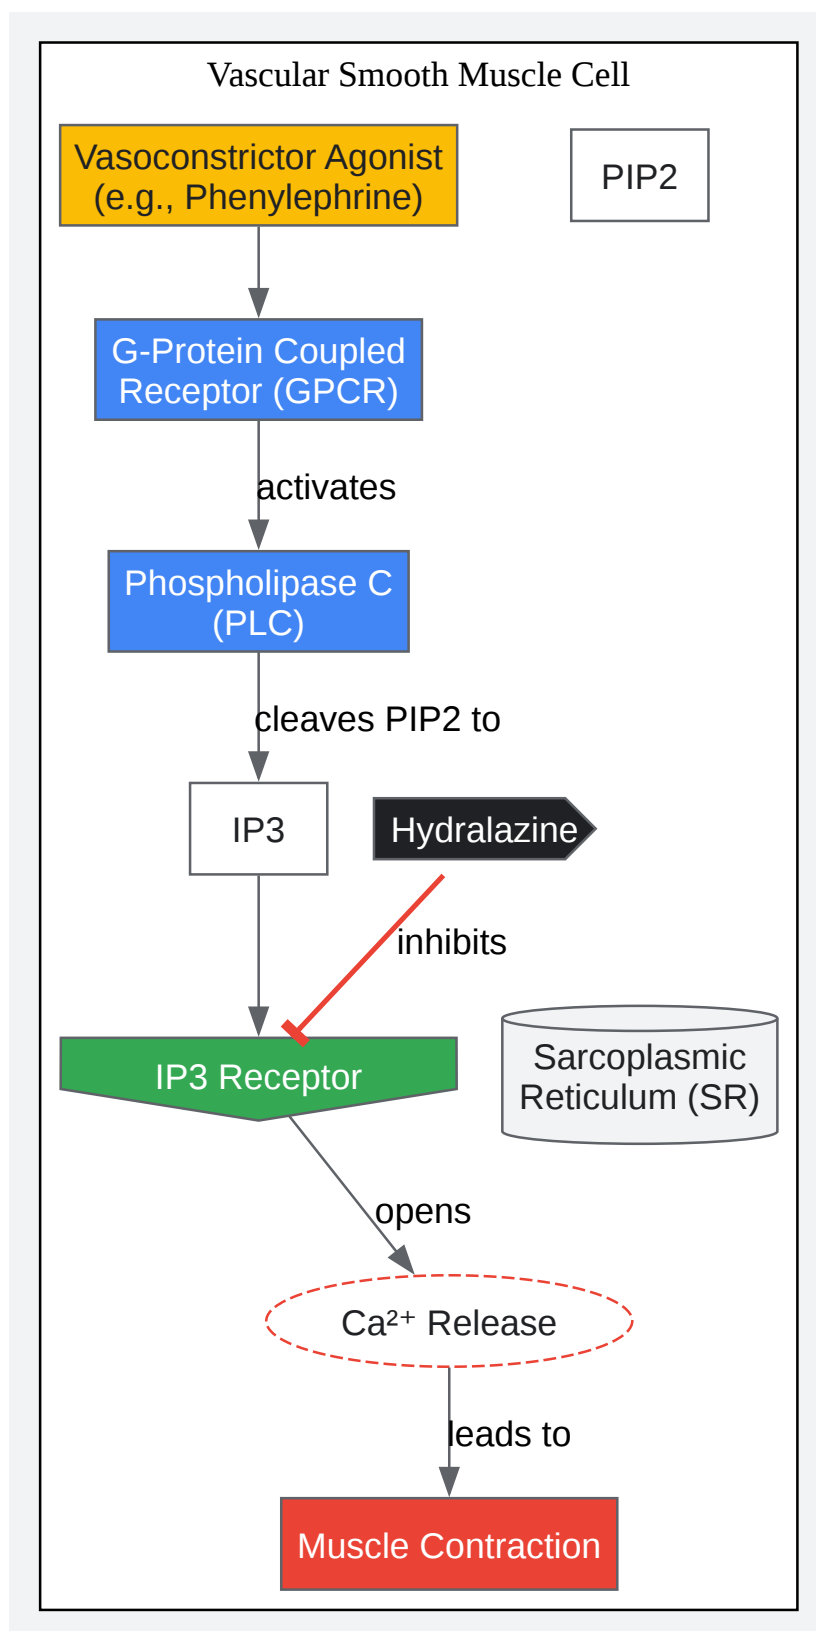 Vascular Smooth Muscle Cell
Vasoconstrictor Agonist
(e.g., Phenylephrine)
PIP2
G-Protein Coupled
Receptor (GPCR)
activates
Phospholipase C
(PLC)
cleaves PIP2 to
IP3
Hydralazine
inhibits
IP3 Receptor
Sarcoplasmic
Reticulum (SR)
opens
Ca²⁺ Release
leads to
Muscle Contraction